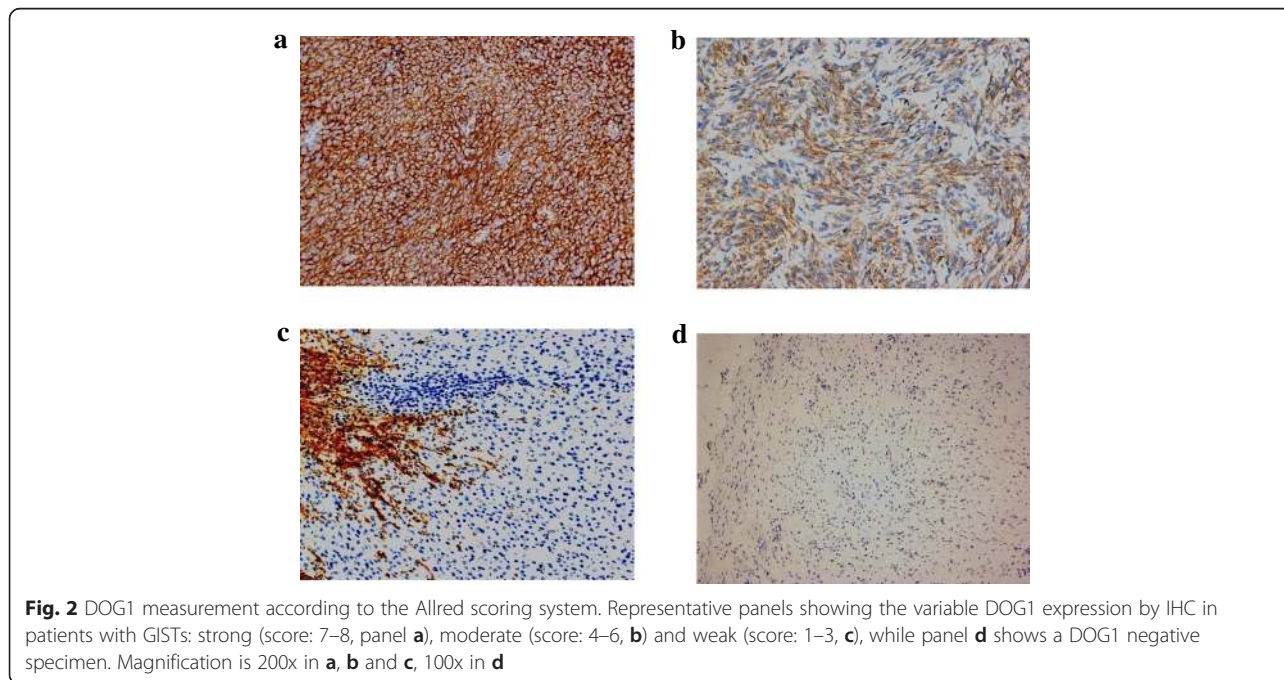 a
b
c
d
Fig. 2 DOG1 measurement according to the Allred scoring system. Representative panels showing the variable DOG1 expression by IHC in
patients with GISTs: strong (score: 7–8, panel a), moderate (score: 4–6, b) and weak (score: 1–3, c), while panel d shows a DOG1 negative
specimen. Magnification is 200x in a, b and c, 100x in d